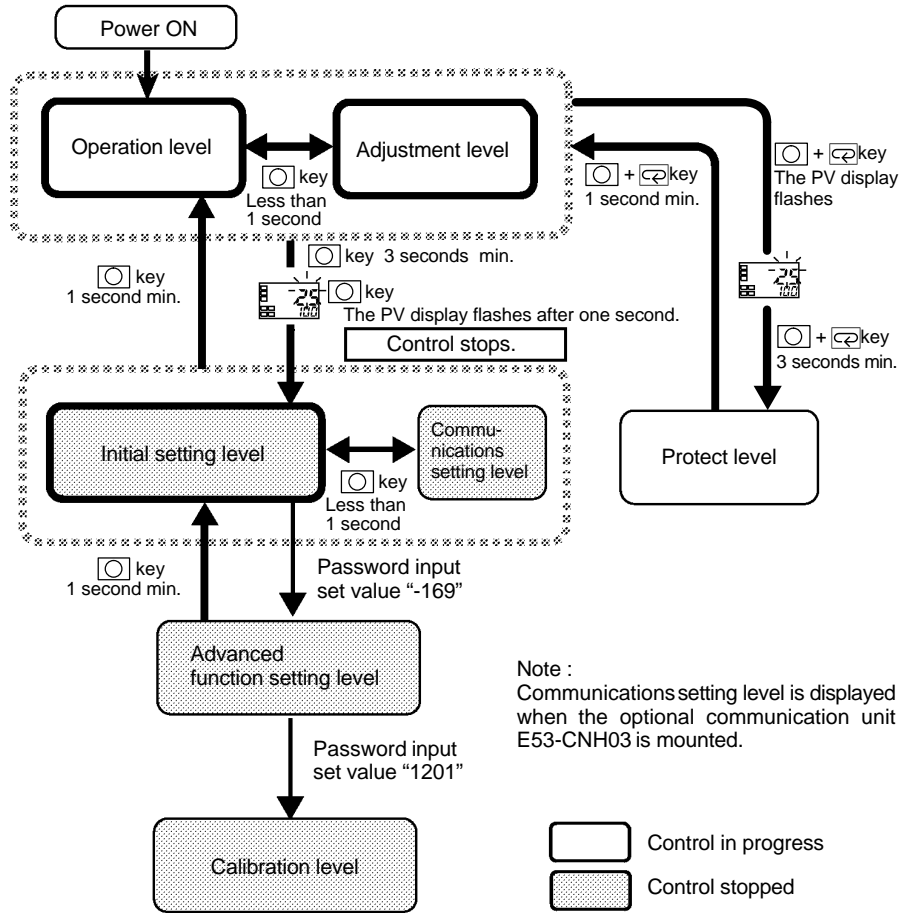 Power ON
Operation level
Adjustment level
key
Less than
1 second
+ key
1 second min.
+ key
The PV display
flashes
key
1 second min.
key 3 seconds min.
25
100
key
The PV display flashes after one second.
Control stops.
25
100
+ key
3 seconds min.
Initial setting level
Commu-
nications
setting level
key
Less than
1 second
Protect level
key
1 second min.
Password input
set value “-169”
Advanced
function setting level
Note :
Communications setting level is displayed
when the optional communication unit
E53-CNH03 is mounted.
Password input
set value “1201”
Calibration level
Control in progress
Control stopped